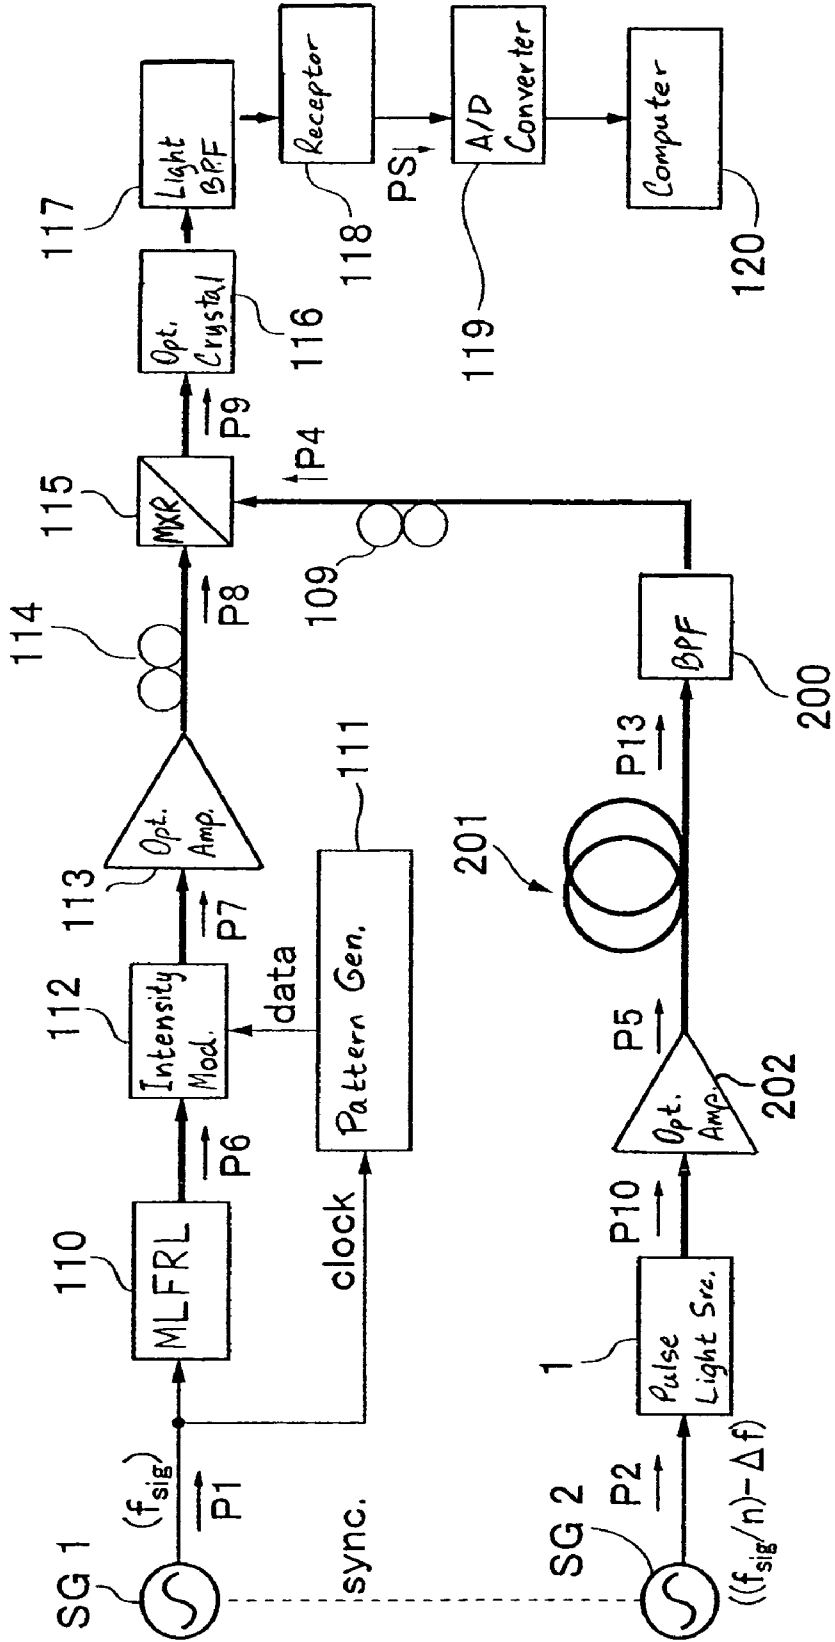 SG 1
(fsig)
P1
110
MLFRL
P6
112
Intensity
Mod.
P7
113
Opt.
Amp.
114
P8
115
MXR
P9
116
Opt.
Crystal
117
Light
BPF
118
Receptor
PS
119
A/D
Converter
120
Computer
clock
111
Pattern Gen.
data
P4
109
sync.
SG 2
((fsig/n)-Δf)
P2
1
Pulse
Light Src.
P10
202
Opt.
Amp.
P5
201
P13
200
BPF